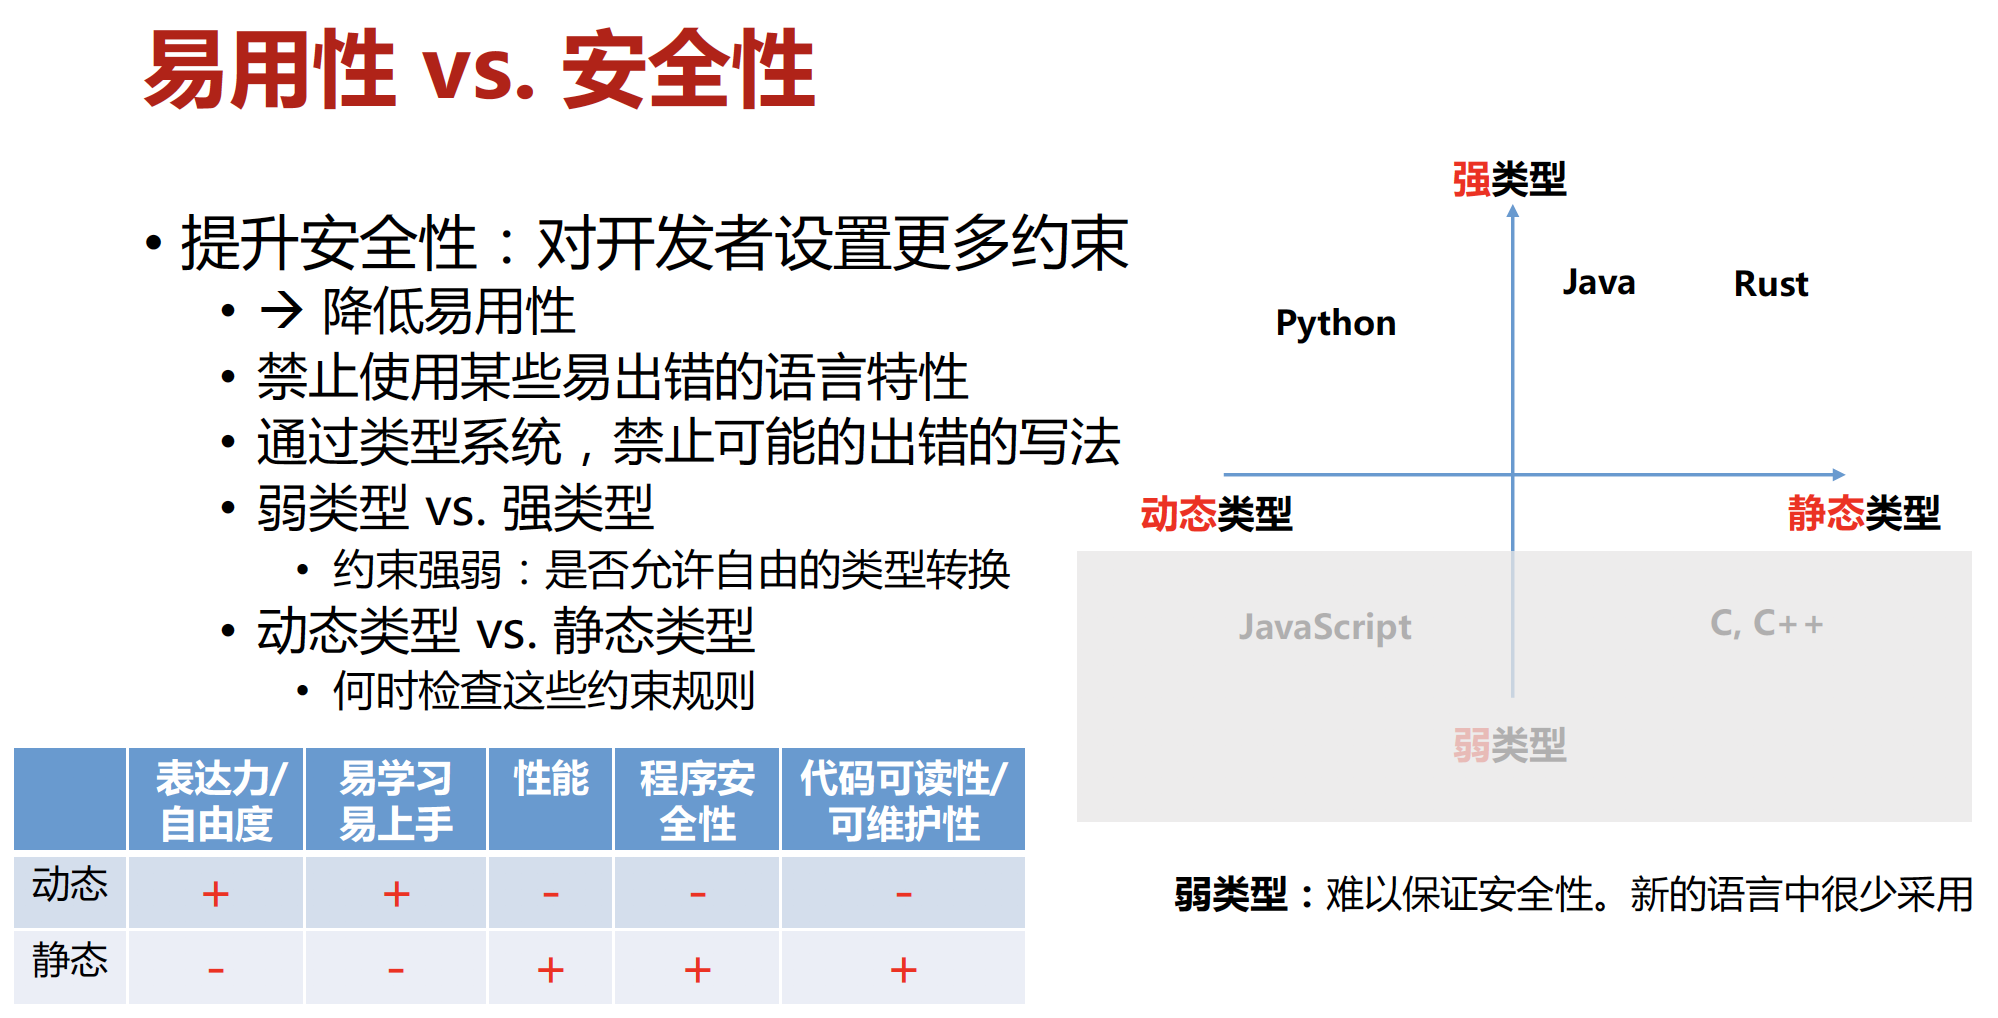 易用性 vs. 安全性
• 提升安全性：对开发者设置更多约束
• → 降低易用性
• 禁止使用某些易出错的语言特性
• 通过类型系统，禁止可能的出错的写法
• 弱类型 vs. 强类型
• 约束强弱：是否允许自由的类型转换
• 动态类型 vs. 静态类型
• 何时检查这些约束规则
表达力/
自由度
易学习
易上手
性能
程序安
全性
代码可读性/
可维护性
动态 + + - - -
静态 - - + + +
强类型
Java Rust
Python
动态类型 静态类型
JavaScript C, C++
弱类型
弱类型：难以保证安全性。新的语言中很少采用